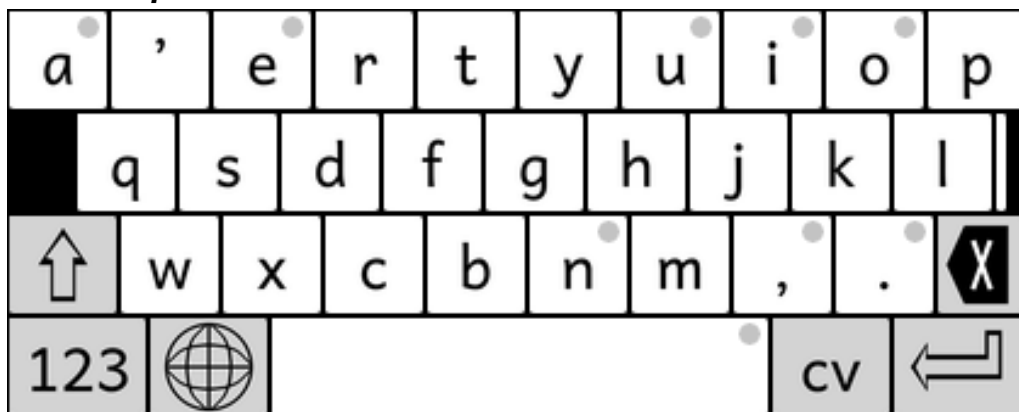 a ’ e r t y u i o p
q s d f g h j k l
w x c b n m , .
123 cv